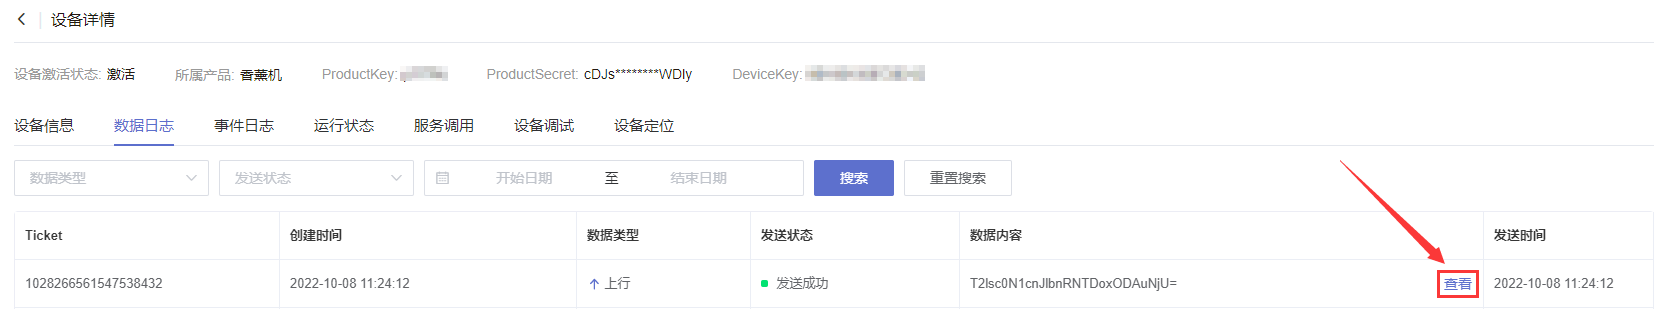 设备详情
设备激活状态: 激活 所属产品: 香薰机 ProductKey: ProductSecret: cDJs********WDIy DeviceKey:
设备信息 数据日志 事件日志 运行状态 服务调用 设备调试 设备定位
数据类型 发送状态 开始日期 至 结束日期 搜索 重置搜索
Ticket 创建时间 数据类型 发送状态 数据内容 发送时间
1028266561547538432 2022-10-08 11:24:12 上行 发送成功 T2lsc0N1cnJlbnRNTDoxODAuNjU= 查看 2022-10-08 11:24:12